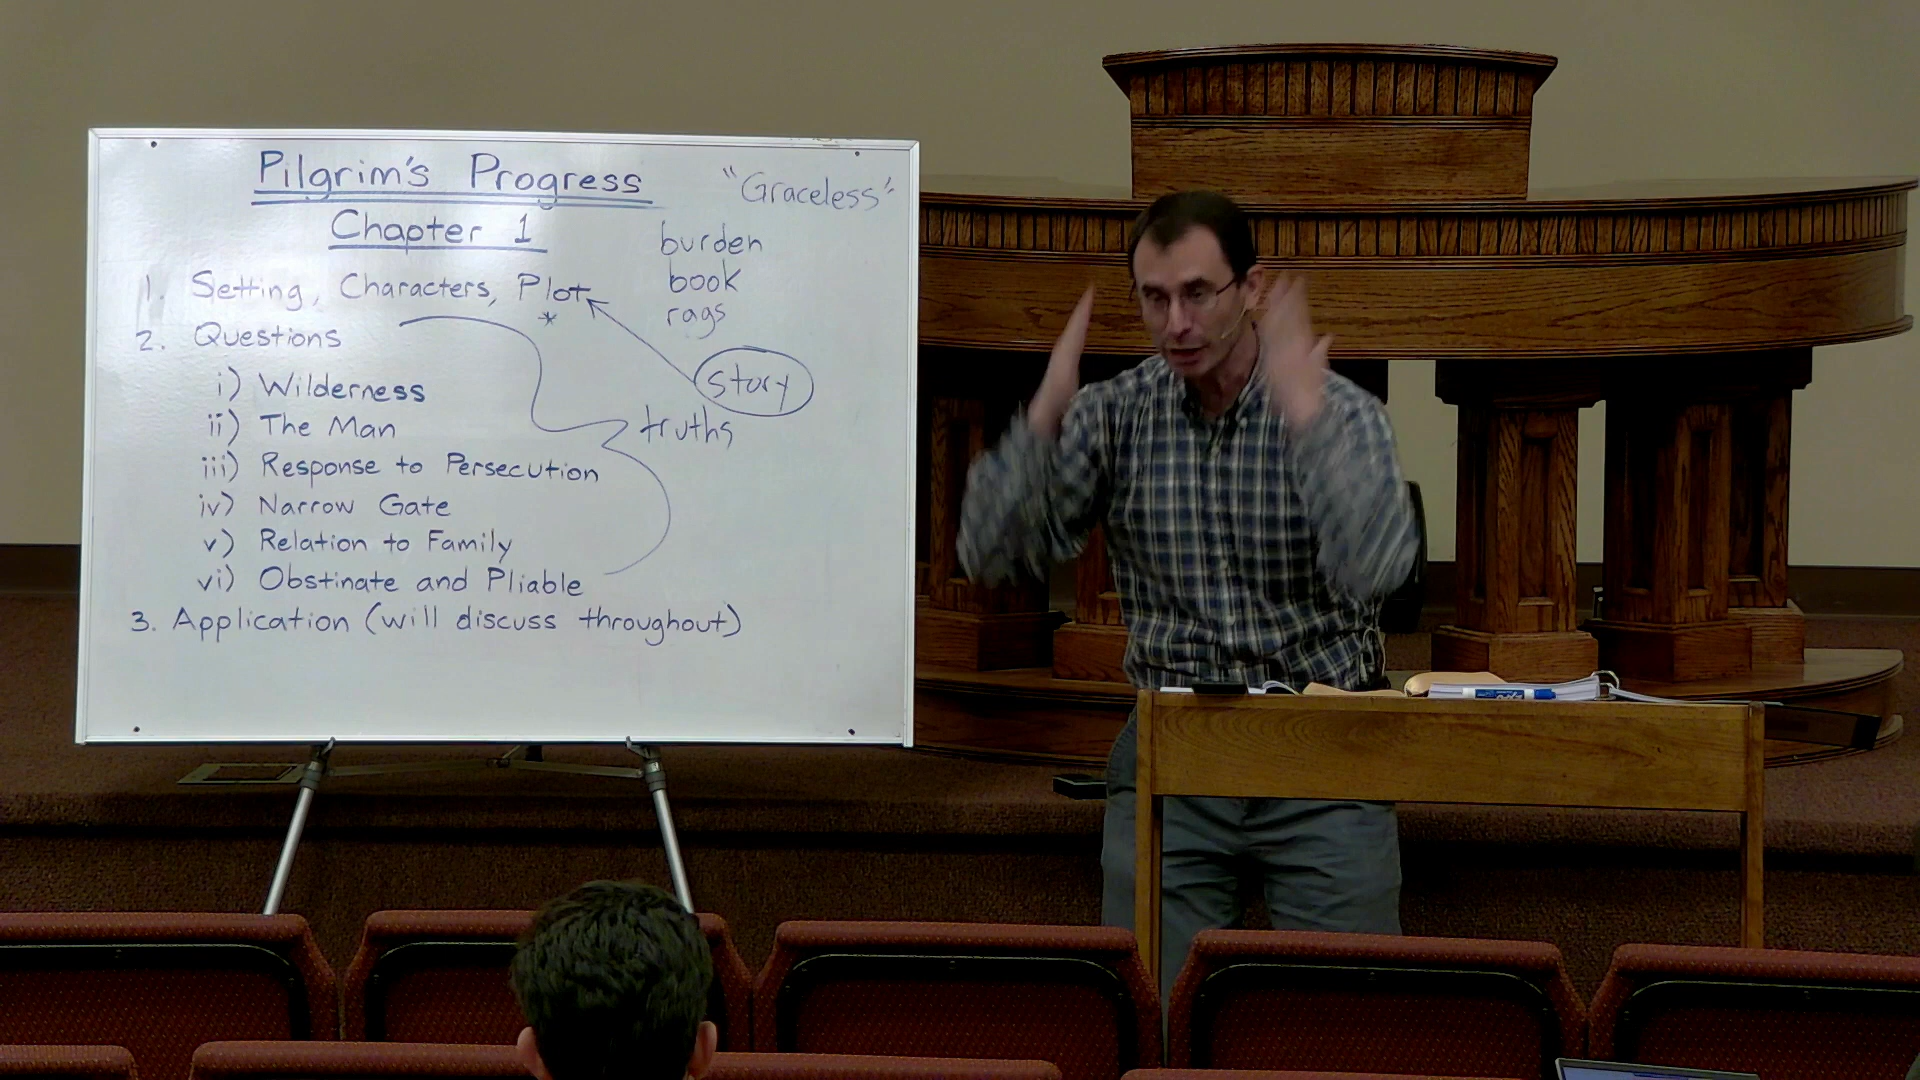 Pilgrim's Progress
"Graceless"
Chapter 1
burden
book
rags
1. Setting, Characters, Plot
*
story
2. Questions
truths
i) Wilderness
ii) The Man
iii) Response to Persecution
iv) Narrow Gate
v) Relation to Family
vi) Obstinate and Pliable
3. Application (will discuss throughout)